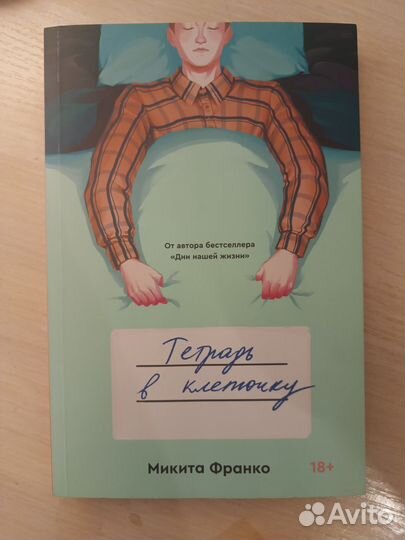 От автора бестселлера
«Дни нашей жизни»
Тетрадь
в клеточку
Микита Франко
18+
Avito